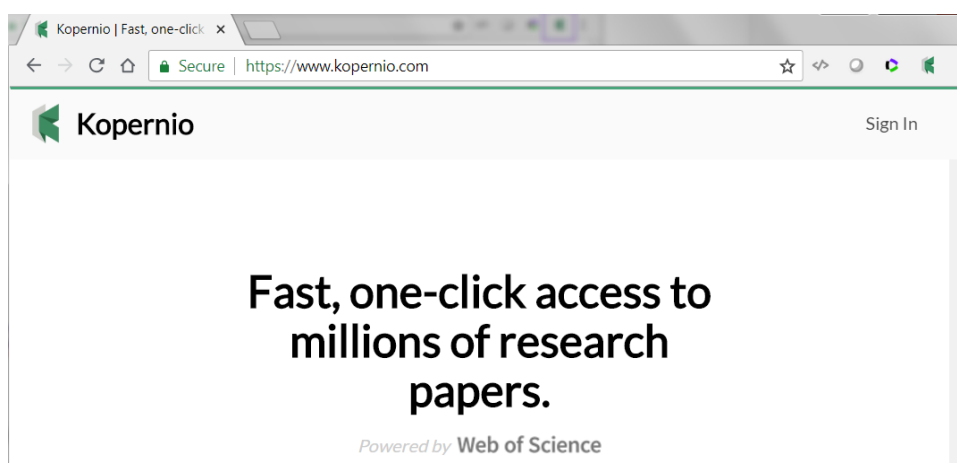 Kopernio | Fast, one-click
Secure | https://www.kopernio.com
Kopernio
Sign In
Fast, one-click access to
millions of research
papers.
Powered by Web of Science